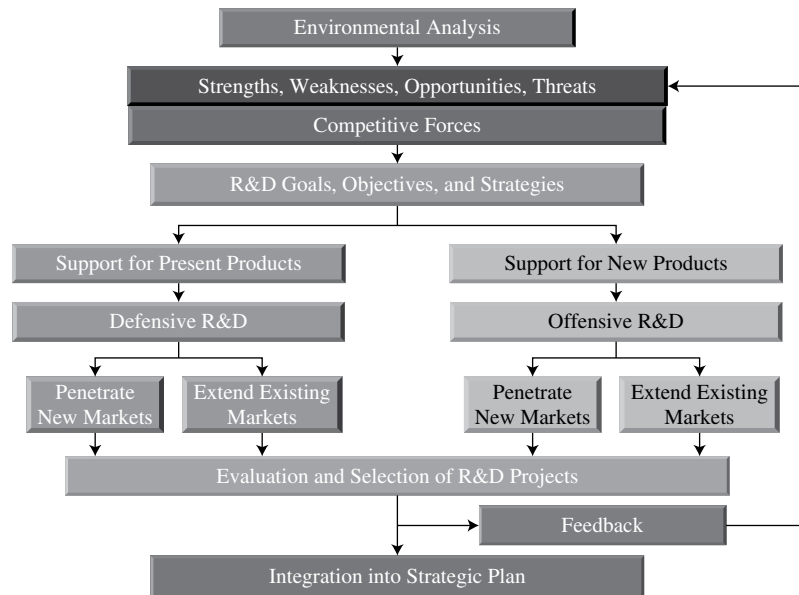 Environmental Analysis
Strengths, Weaknesses, Opportunities, Threats
Competitive Forces
R&D Goals, Objectives, and Strategies
Support for Present Products
Support for New Products
Defensive R&D
Offensive R&D
Penetrate
New Markets
Extend Existing
Markets
Penetrate
New Markets
Extend Existing
Markets
Evaluation and Selection of R&D Projects
Feedback
Integration into Strategic Plan